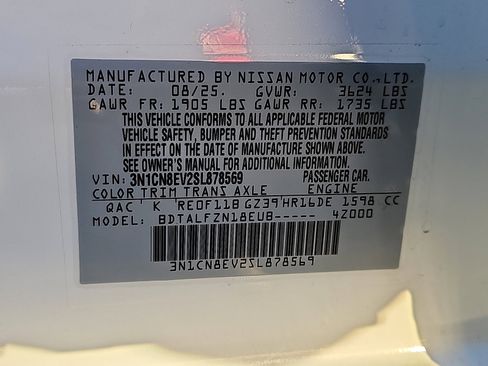 MANUFACTURED BY NISSAN MOTOR CO.,LTD.
DATE: 08/25. GVWR: 3624 LBS
GAWR FR: 1905 LBS GAWR RR: 1735 LBS
THIS VEHICLE CONFORMS TO ALL APPLICABLE FEDERAL MOTOR
VEHICLE SAFETY, BUMPER AND THEFT PREVENTION STANDARDS
IN EFFECT ON THE DATE OF MANUFACTURE SHOWN ABOVE.
SEE OWNER'S MANUAL FOR ADDITIONAL INFORMATION
VIN: 3N1CN8EV2SL878569 PASSENGER CAR.
COLOR TRIM TRANS AXLE ENGINE
QAC K RE0F11B GZ39 HR16DE 1598 CC
MODEL: BDTALFZN18EUB----- 4Z000
3N1CN8EV2SL878569